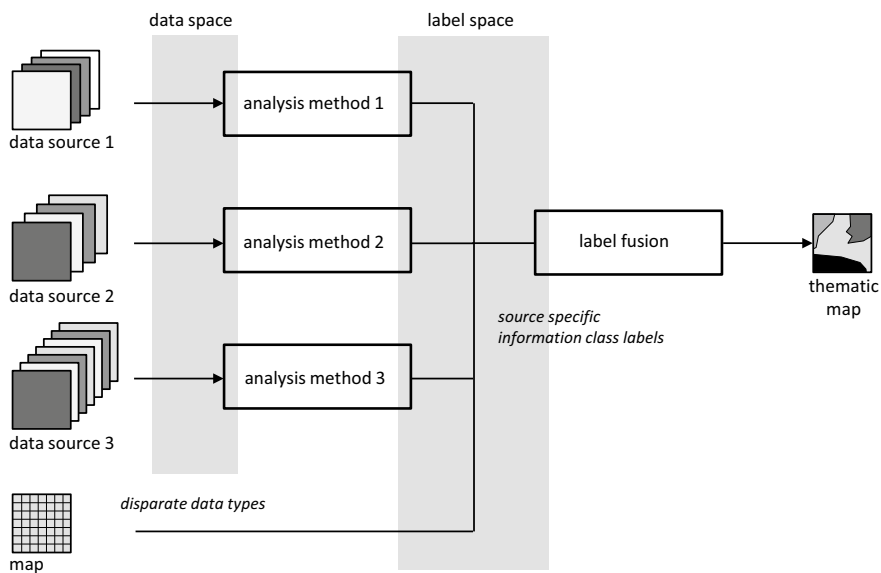 data space
label space
analysis method 1
data source 1
analysis method 2
label fusion
data source 2
thematic
map
source specific
information class labels
analysis method 3
data source 3
disparate data types
map